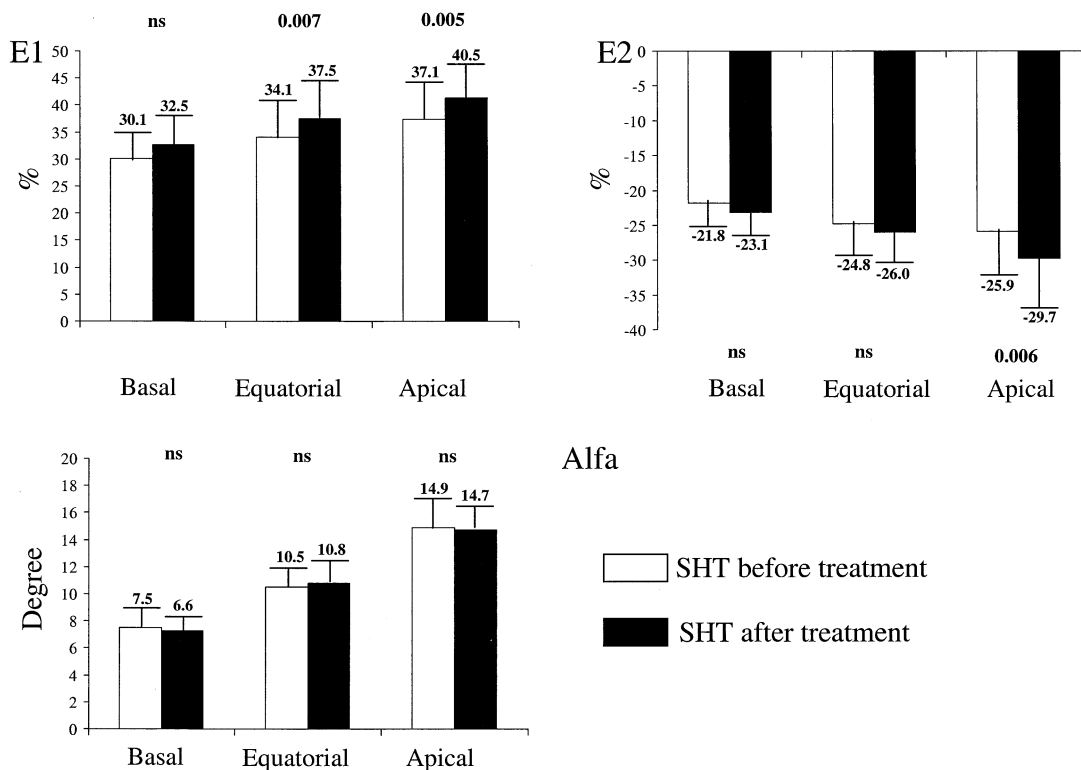 ns 0.007 0.005
E1
50
45
40
35
30
25
20
15
10
5
0
%
30.1 32.5 34.1 37.5 37.1 40.5
Basal Equatorial Apical
E2
0
-5
-10
-15
-20
-25
-30
-35
-40
%
-21.8 -23.1 -24.8 -26.0 -25.9 -29.7
ns ns 0.006
Basal Equatorial Apical
Alfa
ns ns ns
20
18
16
14
12
10
8
6
4
2
0
Degree
7.5 6.6 10.5 10.8 14.9 14.7
Basal Equatorial Apical
SHT before treatment
SHT after treatment